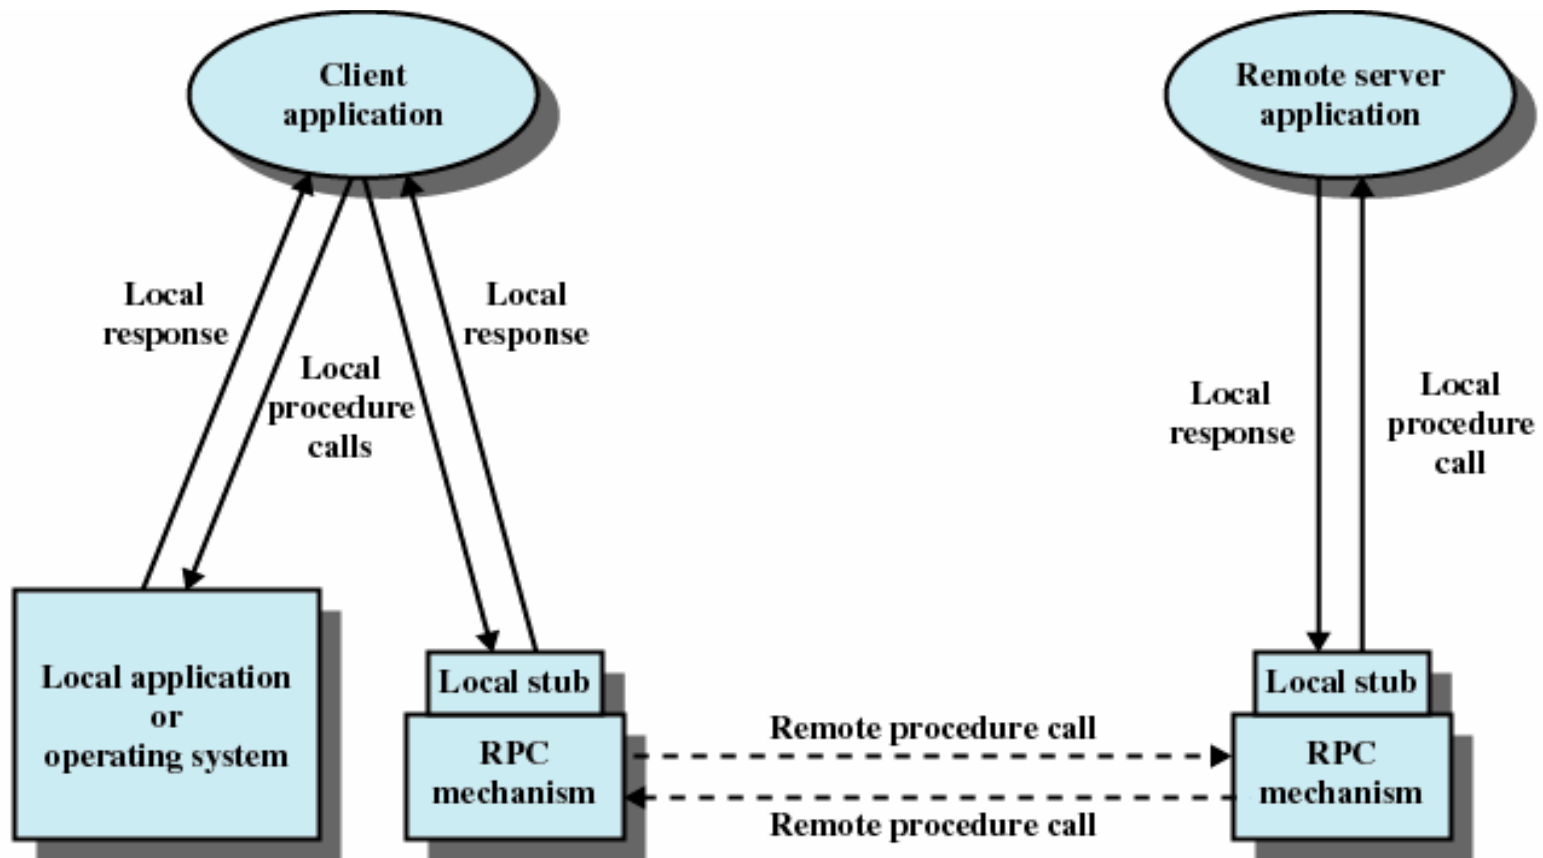 Client
application
Remote server
application
Local
response
Local
procedure
calls
Local
response
Local
response
Local
procedure
call
Local application
or
operating system
Local stub
RPC
mechanism
Remote procedure call
Remote procedure call
Local stub
RPC
mechanism